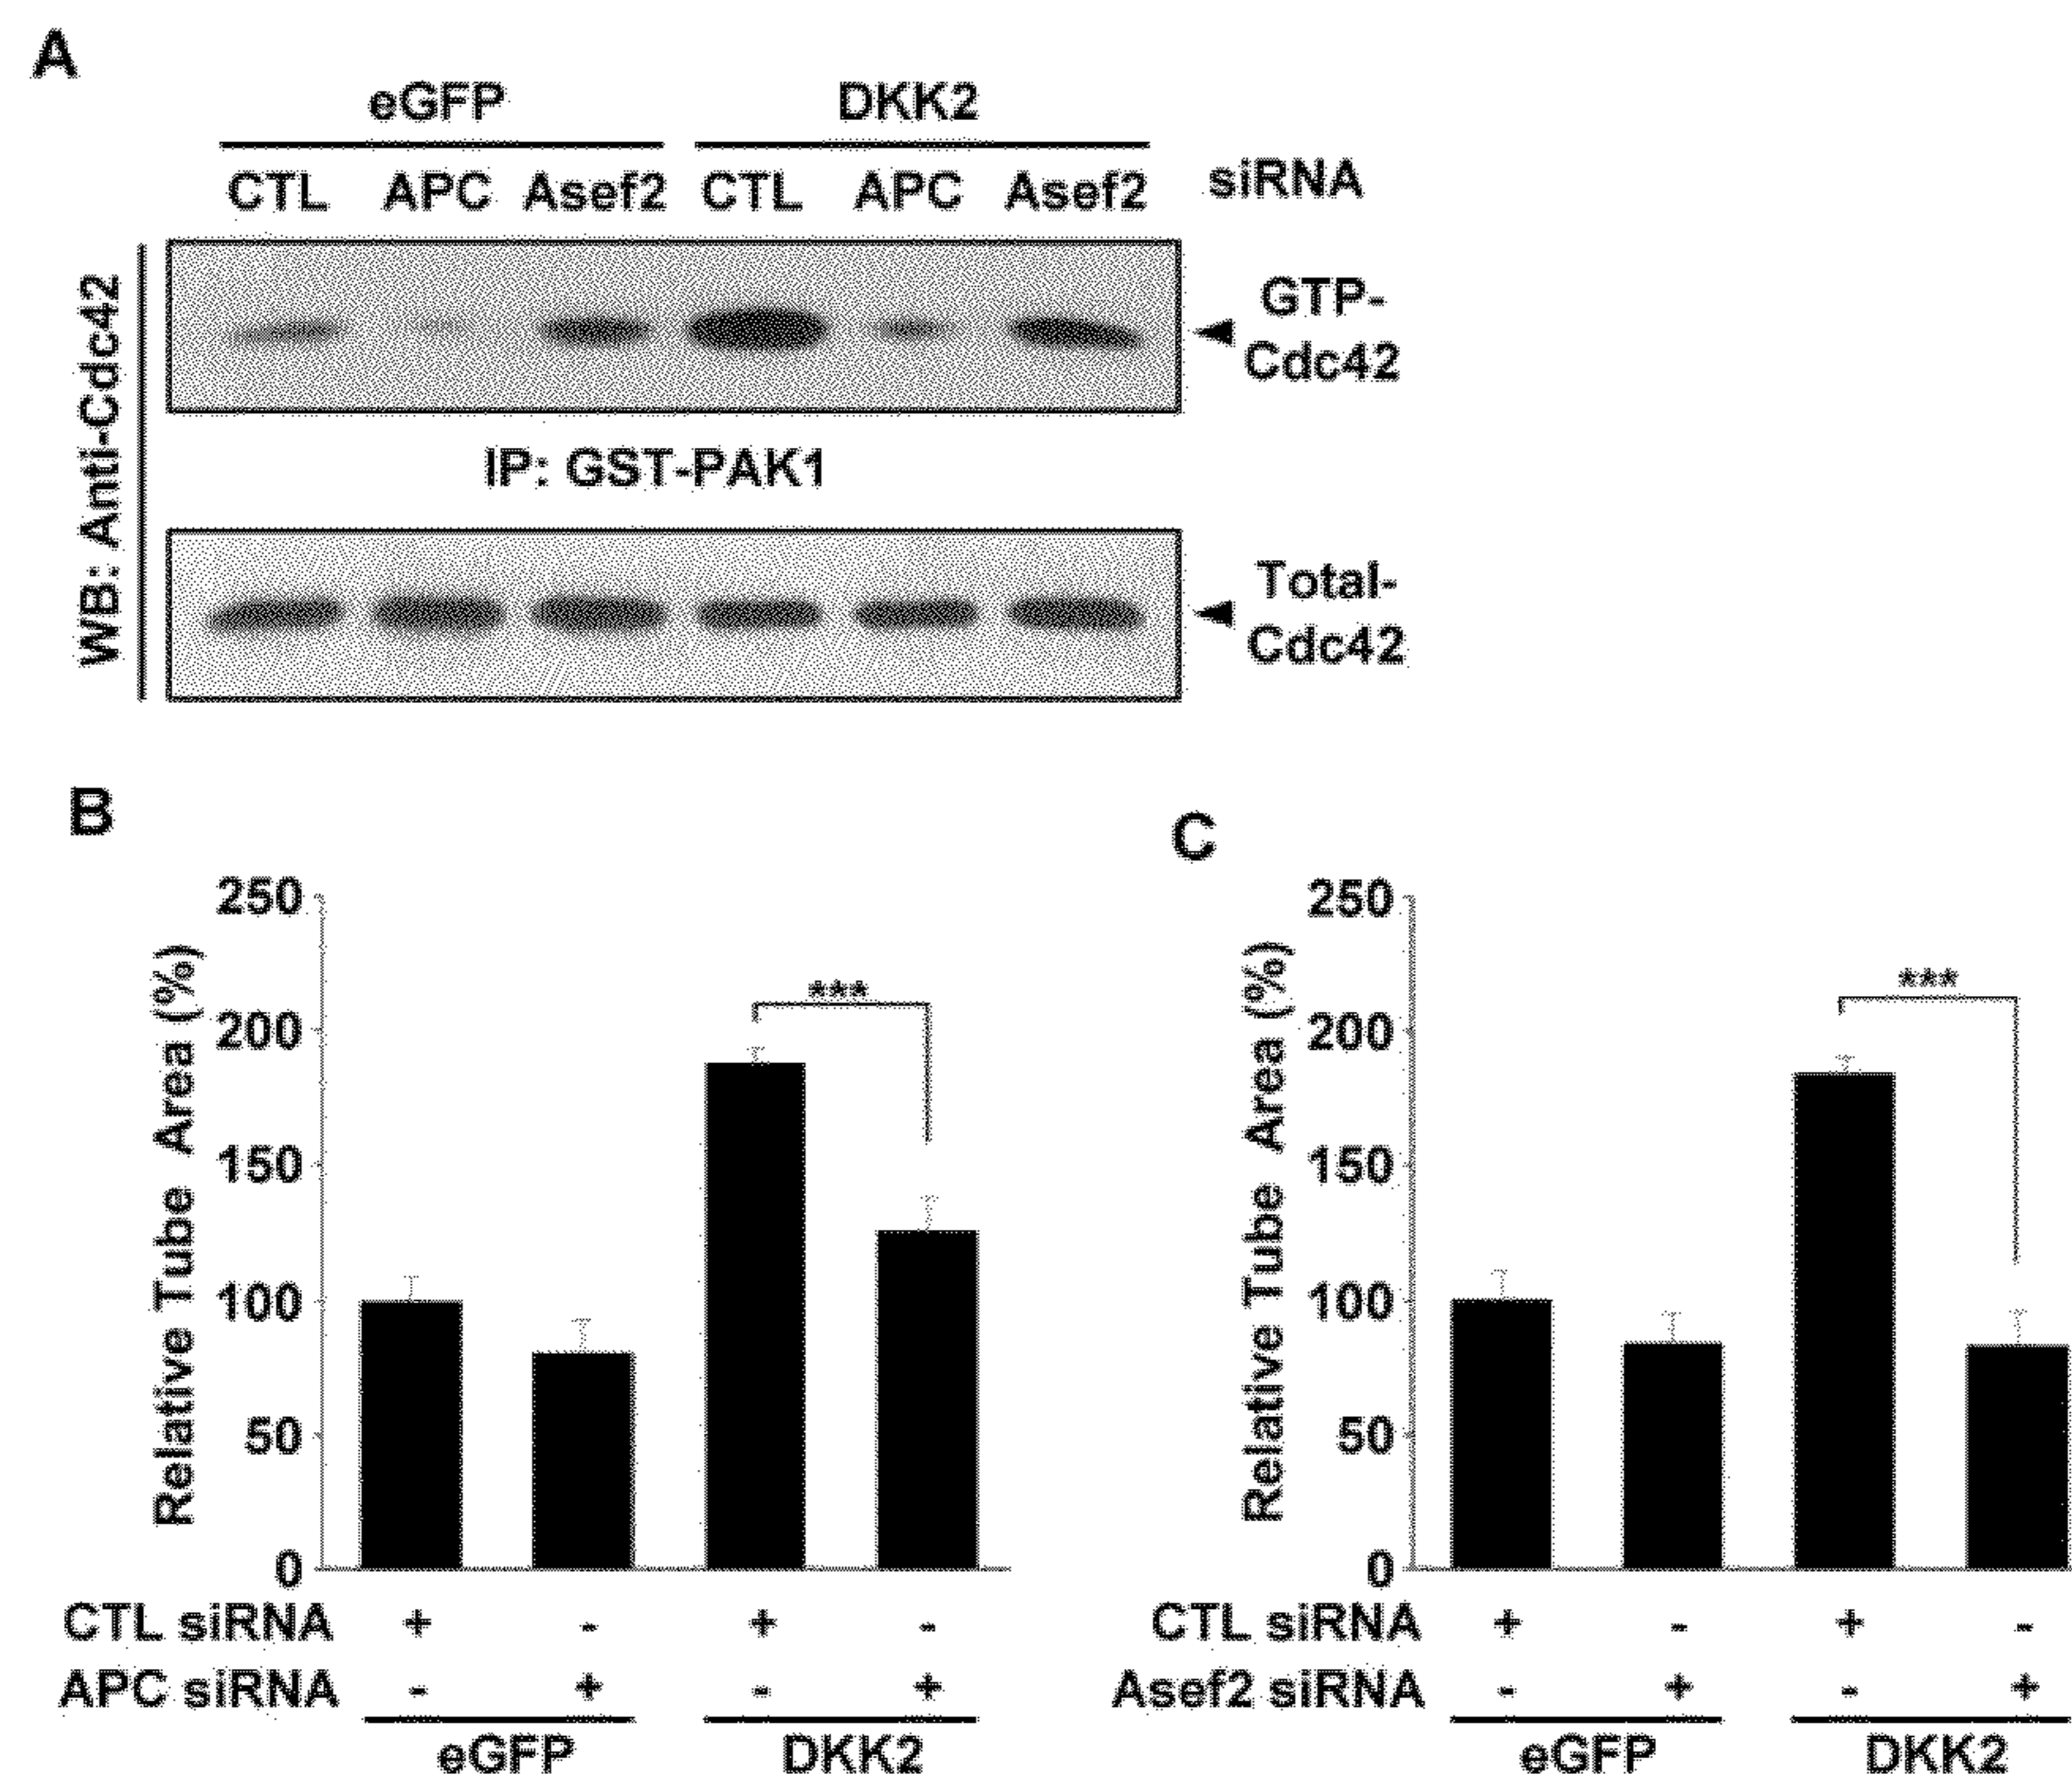 A
eGFP DKK2
CTL APC Asef2 CTL APC Asef2 siRNA
WB: Anti-Cdc42
GTP-
Cdc42
IP: GST-PAK1
Total-
Cdc42
B
Relative Tube Area (%)
250
200
150
100
50
0
***
CTL siRNA + - + -
APC siRNA - + - +
eGFP DKK2
C
Relative Tube Area (%)
250
200
150
100
50
0
***
CTL siRNA + - + -
Asef2 siRNA - + - +
eGFP DKK2